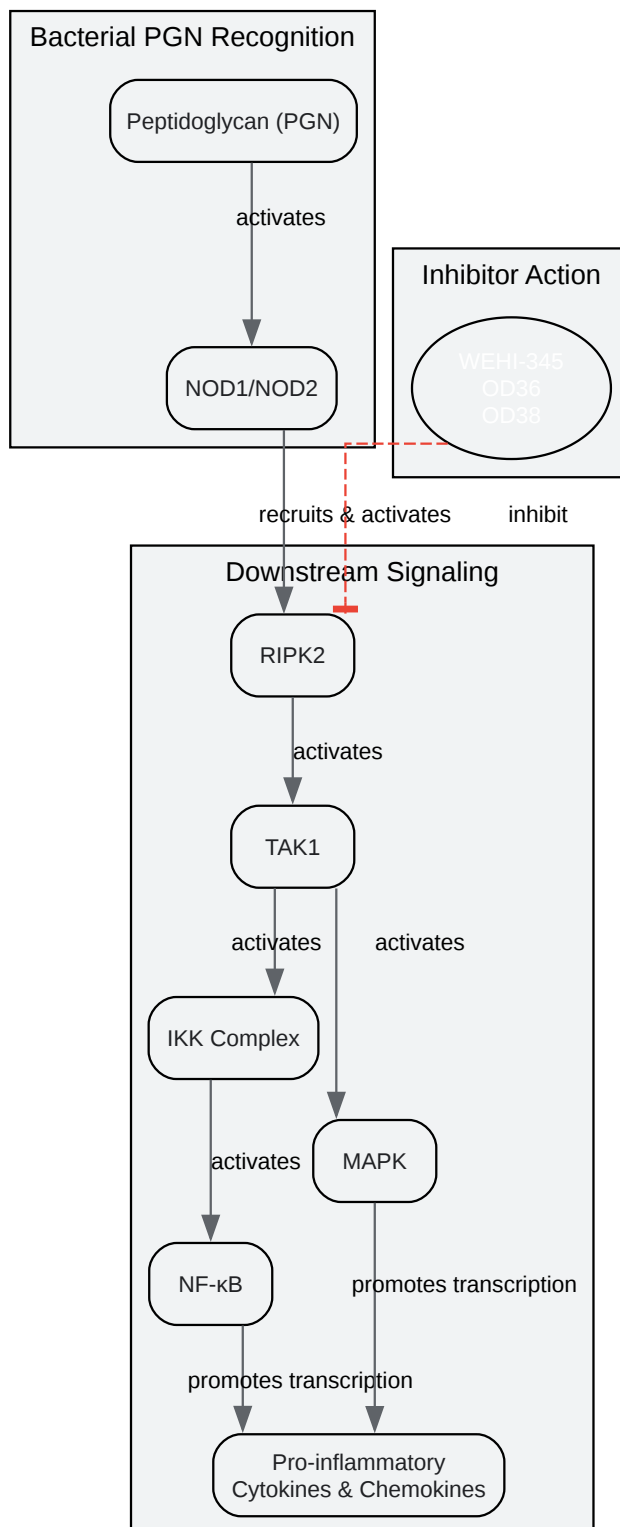 Bacterial PGN Recognition
Peptidoglycan (PGN)
activates
NOD1/NOD2
Inhibitor Action
WEHI-345
OD36
OD38
recruits & activates
inhibit
Downstream Signaling
RIPK2
activates
TAK1
activates
activates
IKK Complex
activates
MAPK
NF-κB
promotes transcription
promotes transcription
Pro-inflammatory
Cytokines & Chemokines